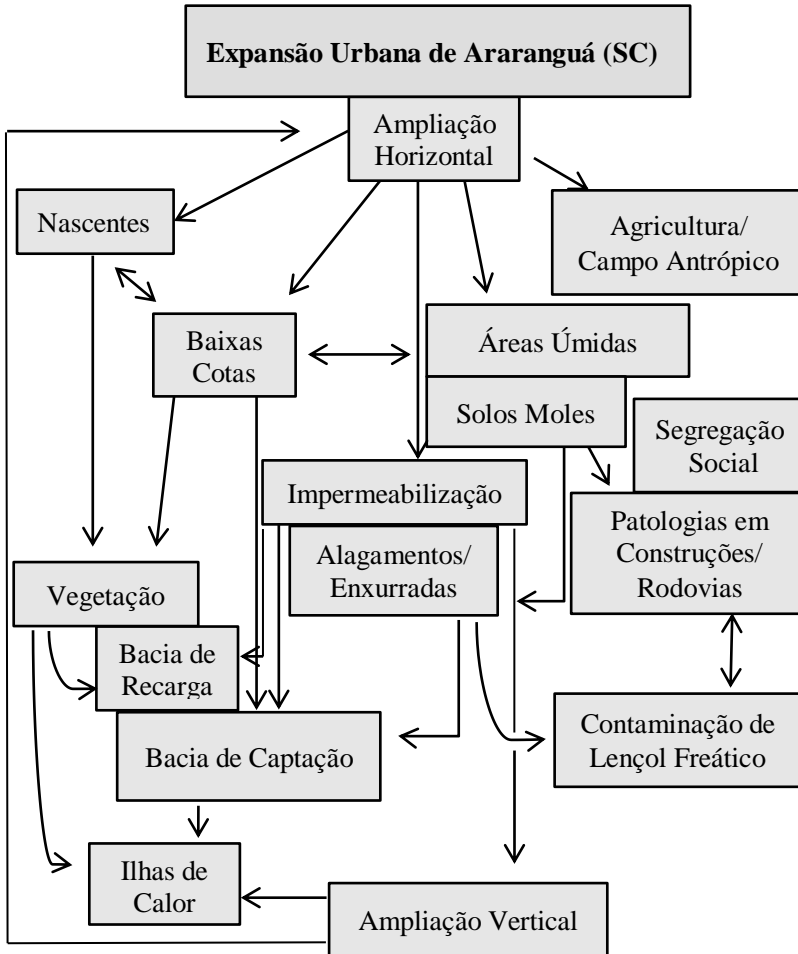 Expansão Urbana de Araranguá (SC)
Ampliação
Horizontal
Nascentes
Agricultura/
Campo Antrópico
Baixas
Cotas
Áreas Úmidas
Solos Moles
Segregação
Social
Impermeabilização
Patologias em
Construções/
Rodovias
Alagamentos/
Enxurradas
Vegetação
Bacia de
Recarga
Bacia de Captação
Contaminação de
Lençol Freático
Ilhas de
Calor
Ampliação Vertical